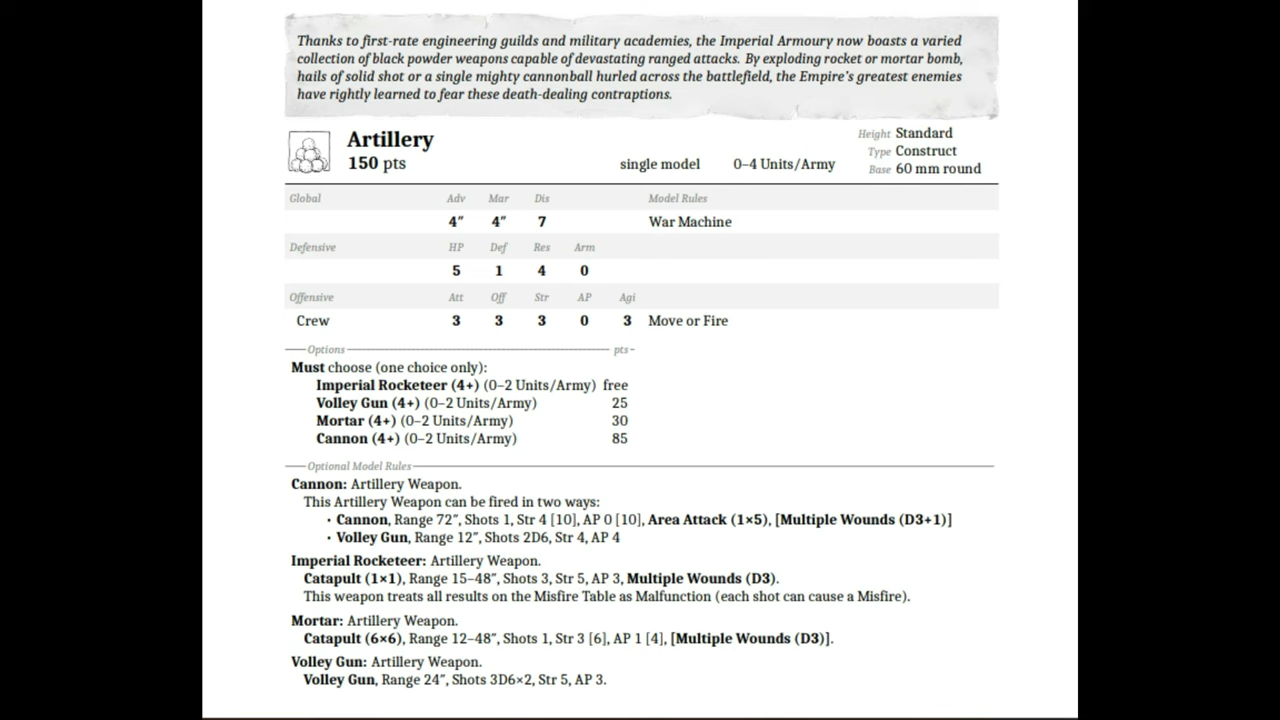 Thanks to first-rate engineering guilds and military academies, the Imperial Armoury now boasts a varied
collection of black powder weapons capable of devastating ranged attacks. By exploding rocket or mortar bomb,
hails of solid shot or a single mighty cannonball hurled across the battlefield, the Empire's greatest enemies
have rightly learned to fear these death-dealing contraptions.
Artillery
150 pts single model 0–4 Units/Army
Height Standard
Type Construct
Base 60 mm round
Global Adv Mar Dis Model Rules
4″ 4″ 7 War Machine
Defensive HP Def Res Arm
5 1 4 0
Offensive Att Off Str AP Agi
Crew 3 3 3 0 3 Move or Fire
Options pts
Must choose (one choice only):
Imperial Rocketeer (4+) (0–2 Units/Army) free
Volley Gun (4+) (0–2 Units/Army) 25
Mortar (4+) (0–2 Units/Army) 30
Cannon (4+) (0–2 Units/Army) 85
Optional Model Rules
Cannon: Artillery Weapon.
This Artillery Weapon can be fired in two ways:
• Cannon, Range 72″, Shots 1, Str 4 [10], AP 0 [10], Area Attack (1×5), [Multiple Wounds (D3+1)]
• Volley Gun, Range 12″, Shots 2D6, Str 4, AP 4
Imperial Rocketeer: Artillery Weapon.
Catapult (1×1), Range 15–48″, Shots 3, Str 5, AP 3, Multiple Wounds (D3).
This weapon treats all results on the Misfire Table as Malfunction (each shot can cause a Misfire).
Mortar: Artillery Weapon.
Catapult (6×6), Range 12–48″, Shots 1, Str 3 [6], AP 1 [4], [Multiple Wounds (D3)].
Volley Gun: Artillery Weapon.
Volley Gun, Range 24″, Shots 3D6×2, Str 5, AP 3.